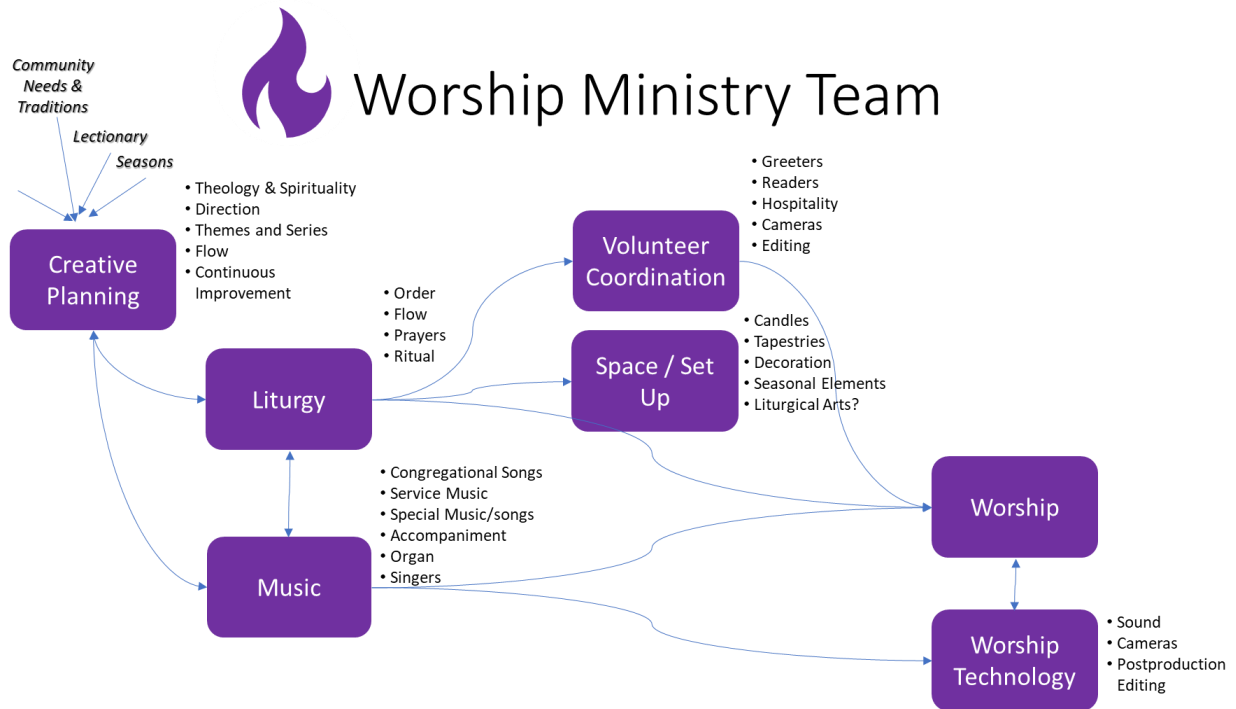 Worship Ministry Team
Community
Needs &
Traditions
Lectionary
Seasons
Creative
Planning
• Theology & Spirituality
• Direction
• Themes and Series
• Flow
• Continuous
Improvement
Liturgy
• Order
• Flow
• Prayers
• Ritual
Music
• Congregational Songs
• Service Music
• Special Music/songs
• Accompaniment
• Organ
• Singers
Volunteer
Coordination
• Greeters
• Readers
• Hospitality
• Cameras
• Editing
Space / Set
Up
• Candles
• Tapestries
• Decoration
• Seasonal Elements
• Liturgical Arts?
Worship
Worship
Technology
• Sound
• Cameras
• Postproduction
Editing